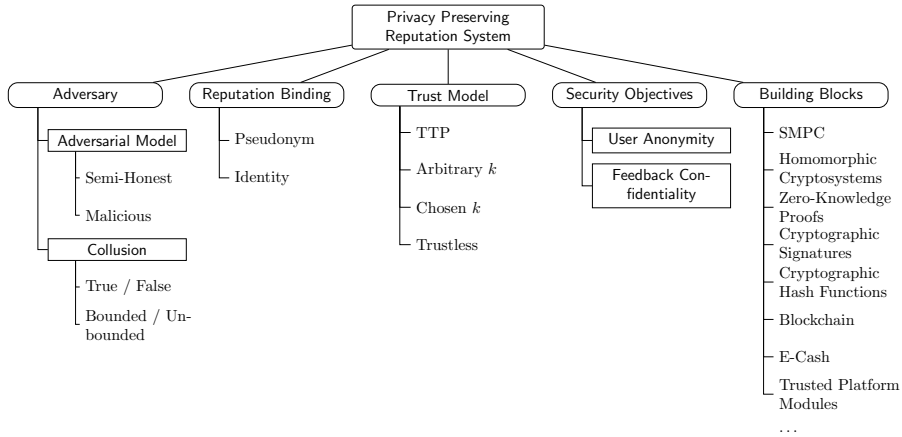 Privacy Preserving
Reputation System
Adversary
Adversarial Model
Semi-Honest
Malicious
Collusion
True / False
Bounded / Un-
bounded
Reputation Binding
Pseudonym
Identity
Trust Model
TTP
Arbitrary k
Chosen k
Trustless
Security Objectives
User Anonymity
Feedback Con-
fidentiality
Building Blocks
SMPC
Homomorphic
Cryptosystems
Zero-Knowledge
Proofs
Cryptographic
Signatures
Cryptographic
Hash Functions
Blockchain
E-Cash
Trusted Platform
Modules
...